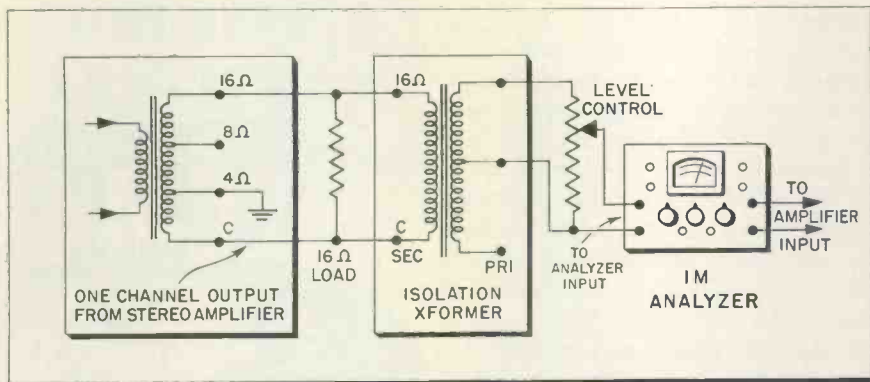 16Ω
8Ω
4Ω
C
ONE CHANNEL OUTPUT
FROM STEREO AMPLIFIER
16Ω
LOAD
16Ω
C
SEC
PRI
ISOLATION
XFORMER
LEVEL
CONTROL
TO
ANALYZER
INPUT
IM
ANALYZER
TO
AMPLIFIER
INPUT